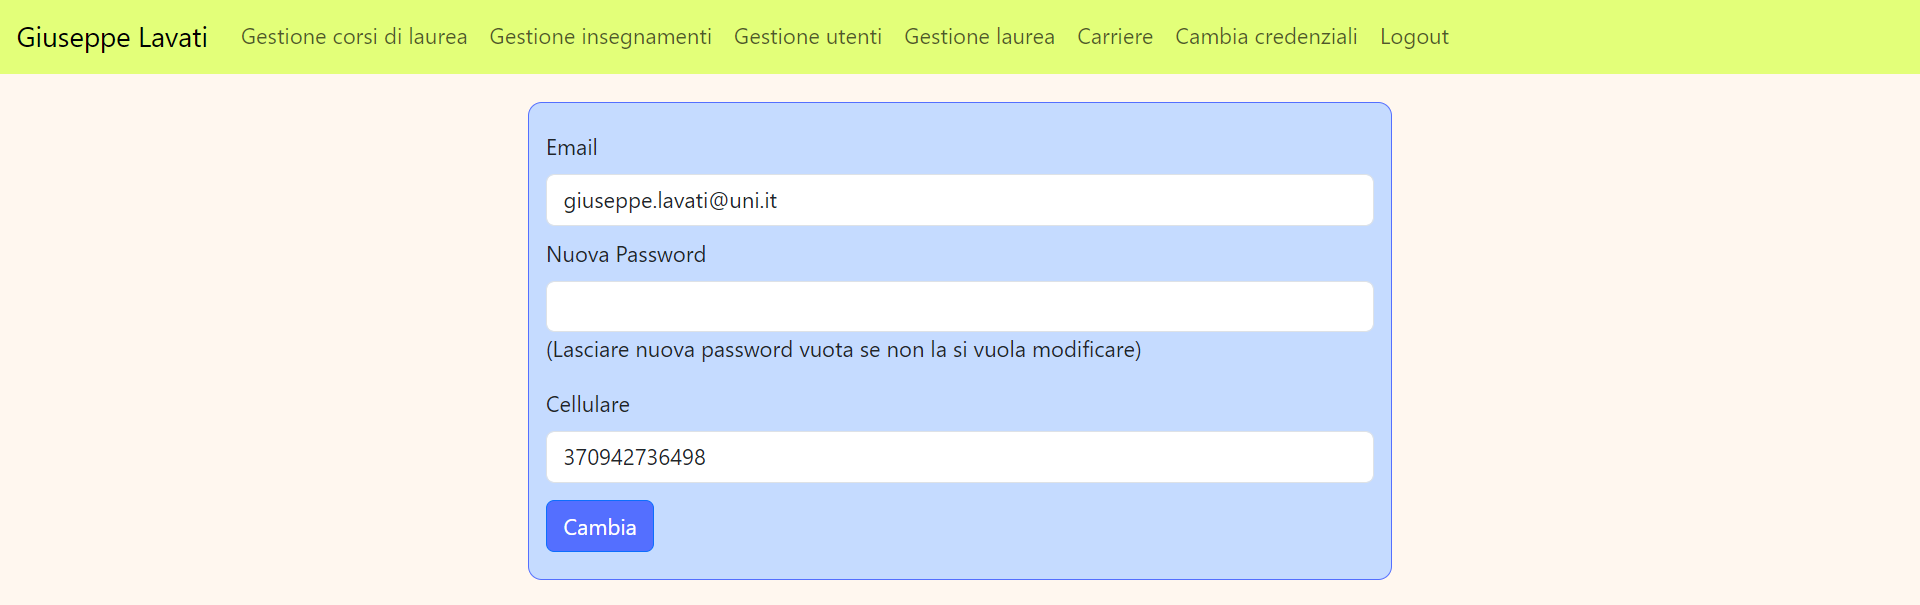 Giuseppe Lavati Gestione corsi di laurea Gestione insegnamenti Gestione utenti Gestione laurea Carriere Cambia credenziali Logout
Email
giuseppe.lavati@uni.it
Nuova Password
(Lasciare nuova password vuota se non la si vuola modificare)
Cellulare
370942736498
Cambia